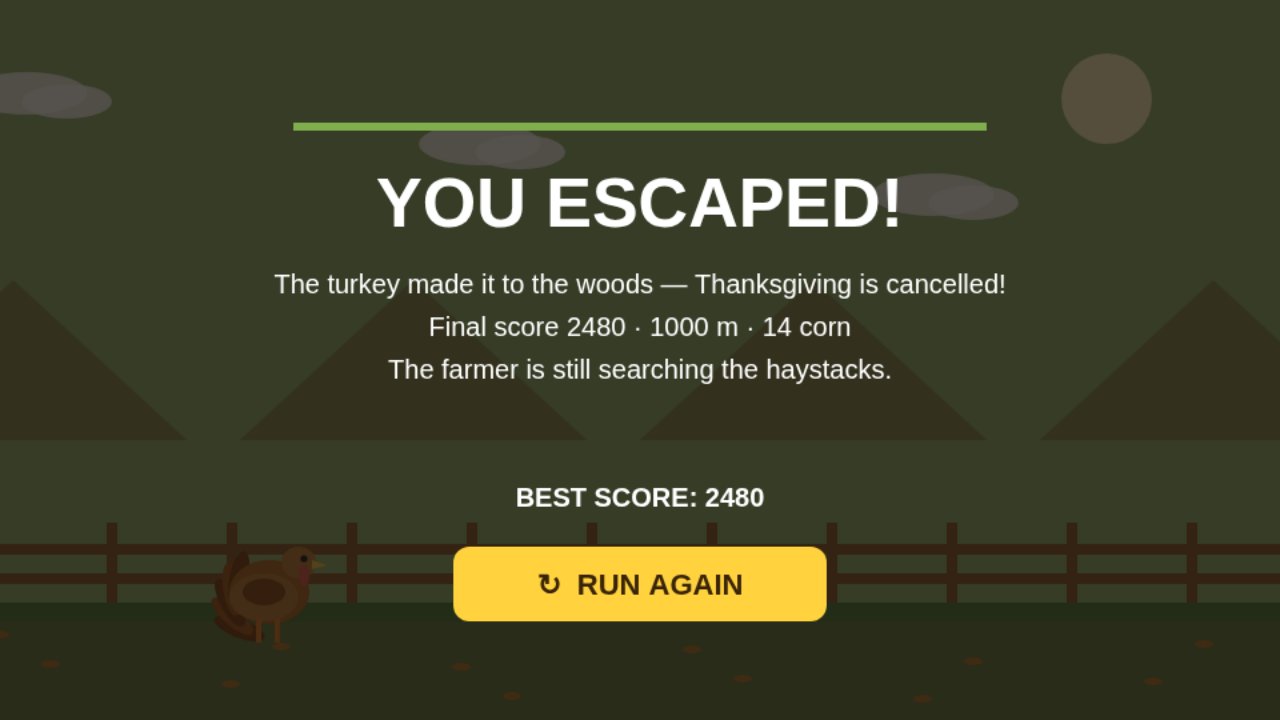 YOU ESCAPED!
The turkey made it to the woods — Thanksgiving is cancelled!
Final score 2480 · 1000 m · 14 corn
The farmer is still searching the haystacks.
BEST SCORE: 2480
↻ RUN AGAIN